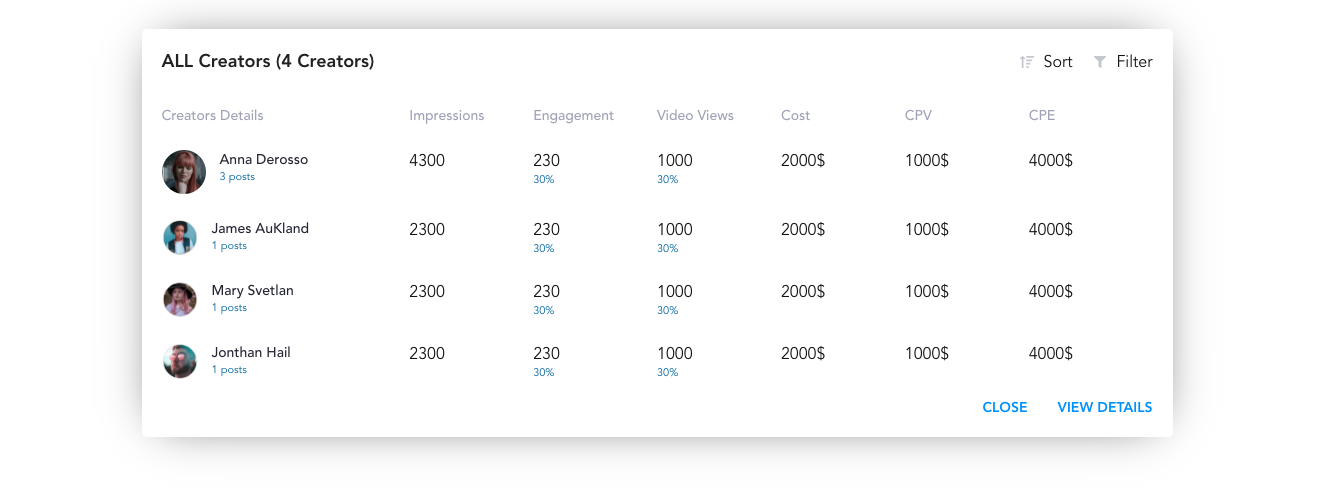 ALL Creators (4 Creators)
Sort
Filter
Creators Details Impressions Engagement Video Views Cost CPV CPE
Anna Derosso 4300 230 1000 2000$ 1000$ 4000$
3 posts 30% 30%
James AuKland 2300 230 1000 2000$ 1000$ 4000$
1 posts 30% 30%
Mary Svetlan 2300 230 1000 2000$ 1000$ 4000$
1 posts 30% 30%
Jonthan Hail 2300 230 1000 2000$ 1000$ 4000$
1 posts 30% 30%
CLOSE VIEW DETAILS